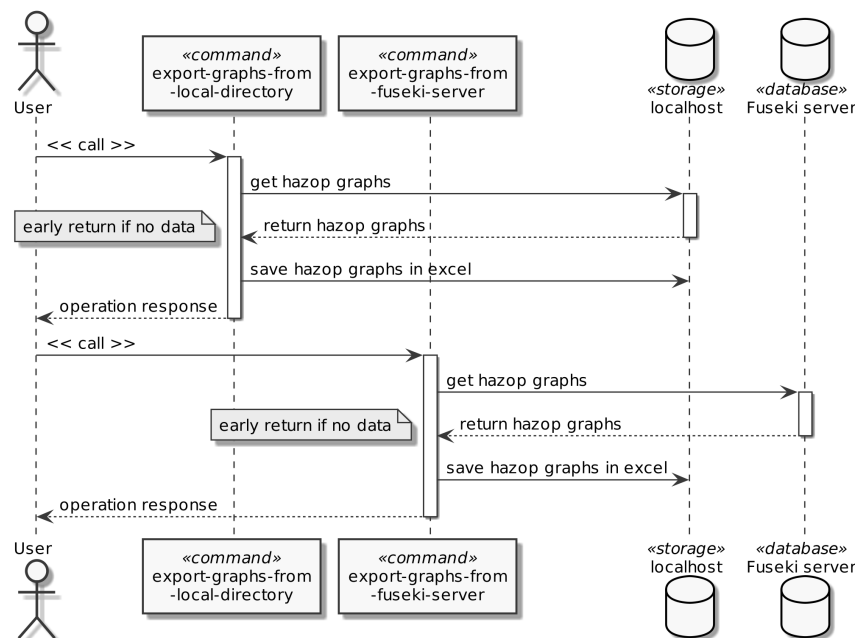 «command»
export-graphs-from
-local-directory
«command»
export-graphs-from
-fuseki-server
User
«storage»
localhost
«database»
Fuseki server
<< call >>
get hazop graphs
early return if no data
return hazop graphs
save hazop graphs in excel
operation response
<< call >>
get hazop graphs
early return if no data
return hazop graphs
save hazop graphs in excel
operation response
User
«command»
export-graphs-from
-local-directory
«command»
export-graphs-from
-fuseki-server
«storage»
localhost
«database»
Fuseki server